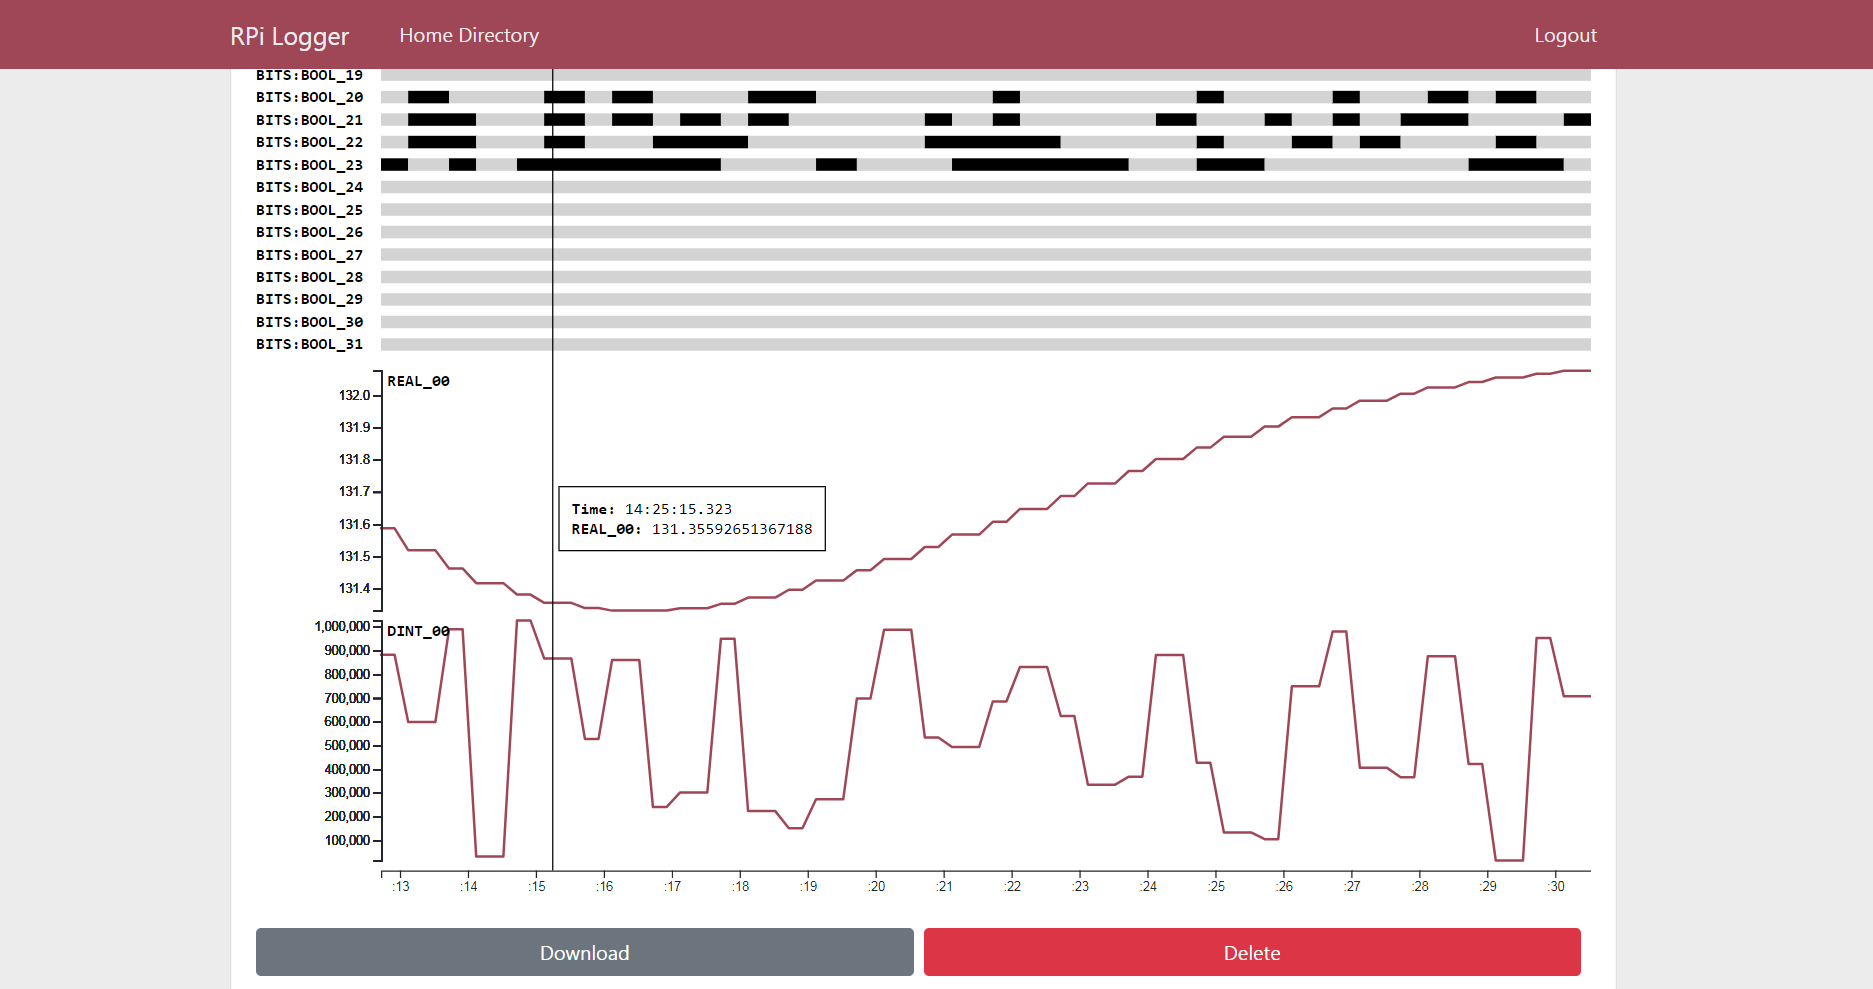 RPi Logger Home Directory Logout
BITS:BOOL_19
BITS:BOOL_20
BITS:BOOL_21
BITS:BOOL_22
BITS:BOOL_23
BITS:BOOL_24
BITS:BOOL_25
BITS:BOOL_26
BITS:BOOL_27
BITS:BOOL_28
BITS:BOOL_29
BITS:BOOL_30
BITS:BOOL_31
REAL_00
132.0
131.9
131.8
131.7
131.6
131.5
131.4
Time: 14:25:15.323
REAL_00: 131.35592651367188
DINT_00
1,000,000
900,000
800,000
700,000
600,000
500,000
400,000
300,000
200,000
100,000
:13 :14 :15 :16 :17 :18 :19 :20 :21 :22 :23 :24 :25 :26 :27 :28 :29 :30
Download Delete